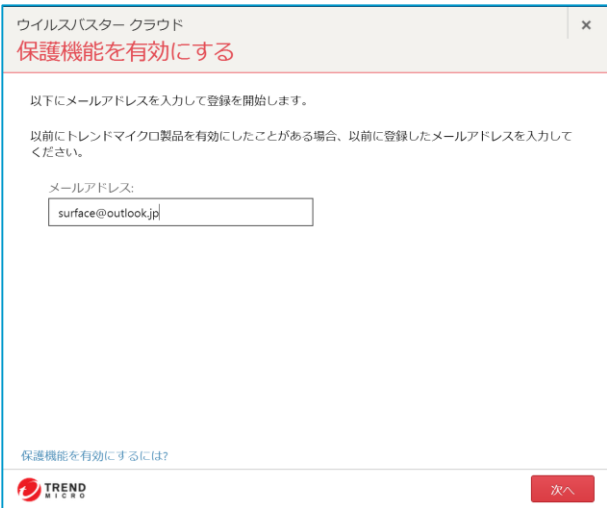 ウイルスバスター クラウド
×
保護機能を有効にする
以下にメールアドレスを入力して登録を開始します。
以前にトレンドマイクロ製品を有効にしたことがある場合、以前に登録したメールアドレスを入力して
ください。
メールアドレス:
surface@outlook.jp
保護機能を有効にするには?
TREND
MICRO
次へ